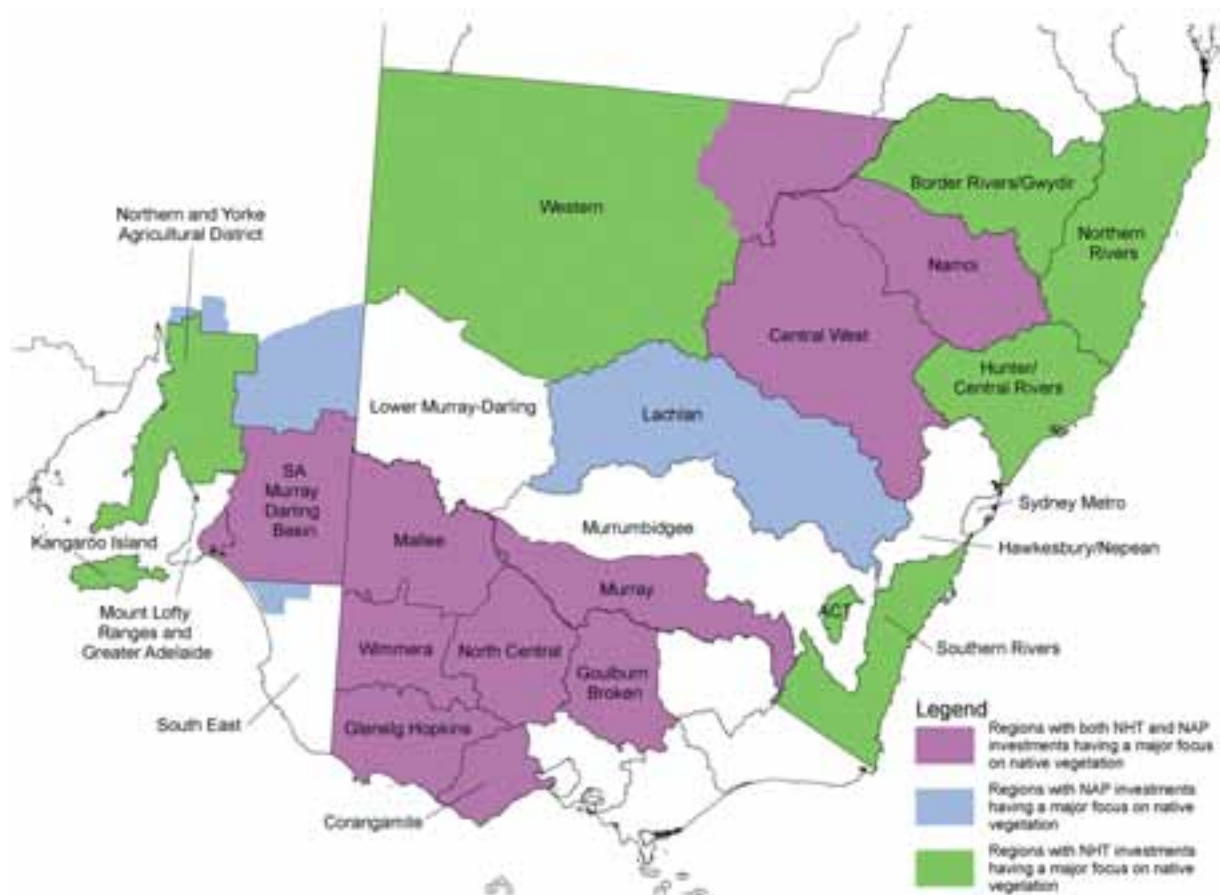 Northern and Yorke
Agricultural District
Western
Border Rivers/Gwydir
Northern
Rivers
Namoi
Central West
Hunter/
Central Rivers
Lower Murray-Darling
Lachlan
SA
Murray
Darling
Basin
Sydney Metro
Murrumbidgee
Mallee
Kangaroo Island
Hawkesbury/Nepean
Murray
ACT
Mount Lofty
Ranges and
Greater Adelaide
Wimmera
North Central
Southern Rivers
Goulburn
Broken
South East
Glenelg Hopkins
Corangamite
Legend
Regions with both NHT and NAP
investments having a major focus
on native vegetation
Regions with NAP investments
having a major focus on native
vegetation
Regions with NHT investments
having a major focus on native
vegetation